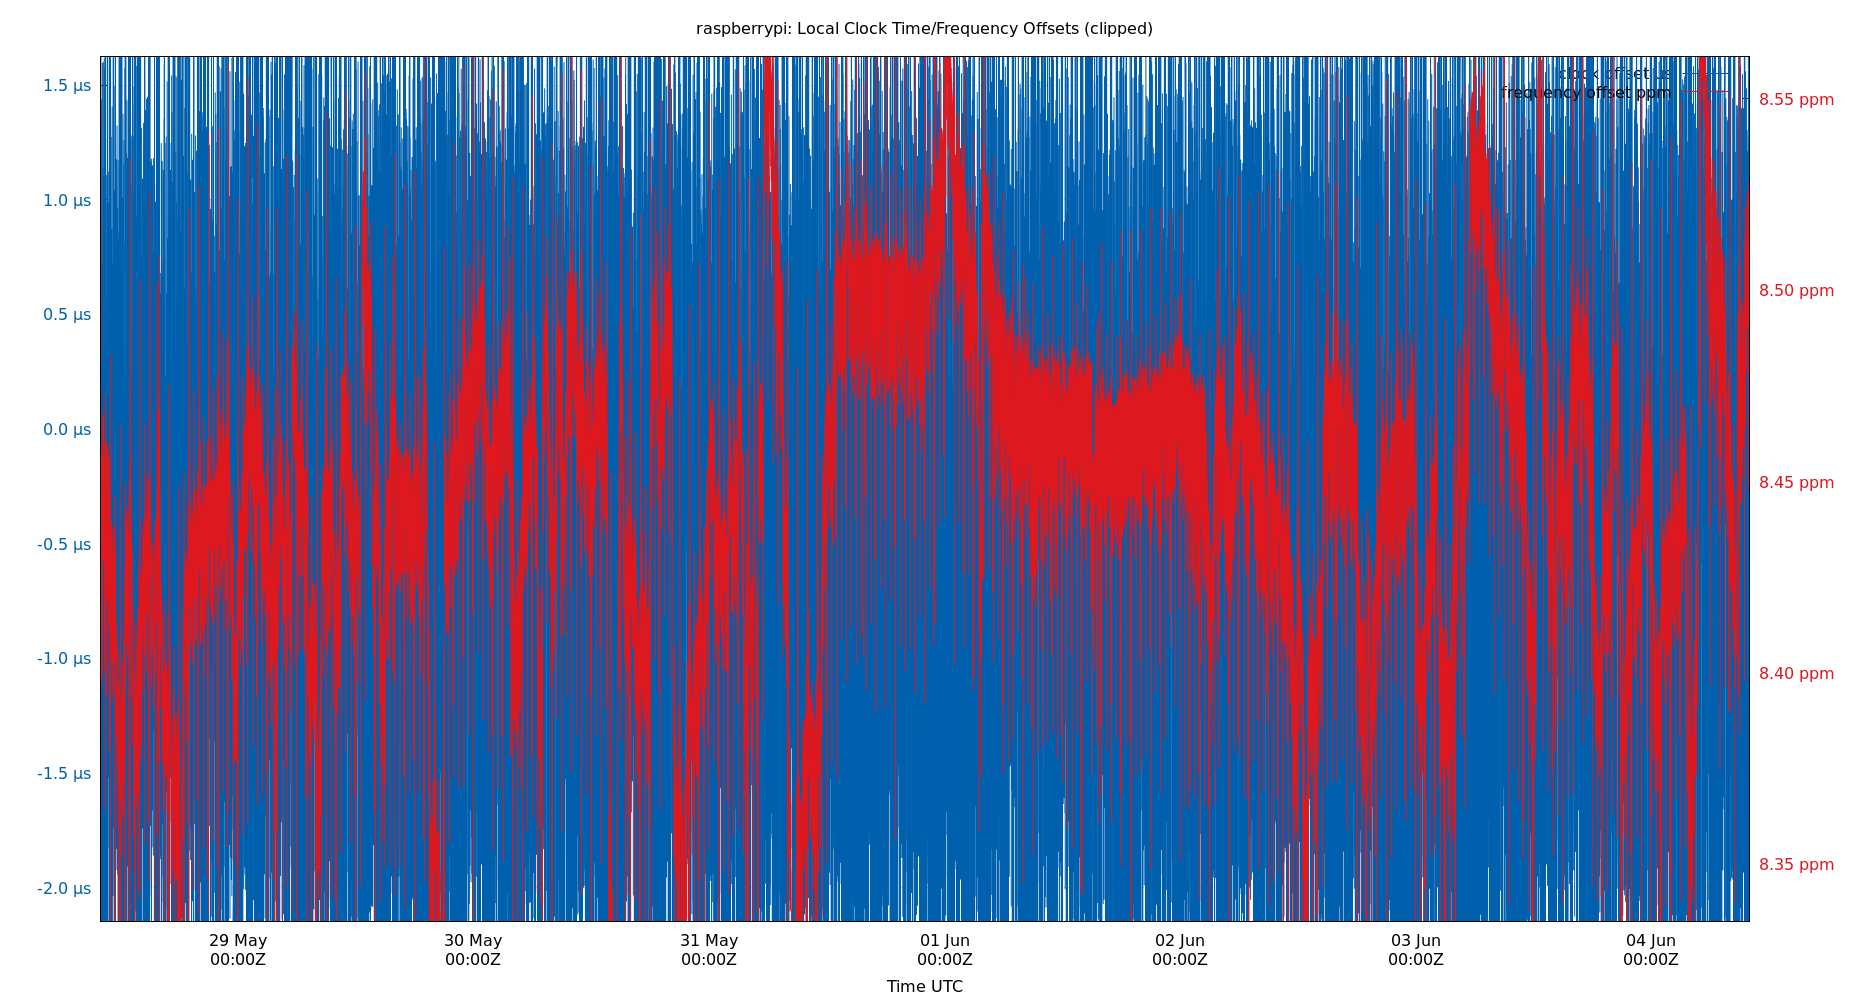 raspberrypi: Local Clock Time/Frequency Offsets (clipped)
clock offset µs
frequency offset ppm
1.5 µs
1.0 µs
0.5 µs
0.0 µs
-0.5 µs
-1.0 µs
-1.5 µs
-2.0 µs
8.55 ppm
8.50 ppm
8.45 ppm
8.40 ppm
8.35 ppm
29 May 30 May 31 May 01 Jun 02 Jun 03 Jun 04 Jun
00:00Z 00:00Z 00:00Z 00:00Z 00:00Z 00:00Z 00:00Z
Time UTC